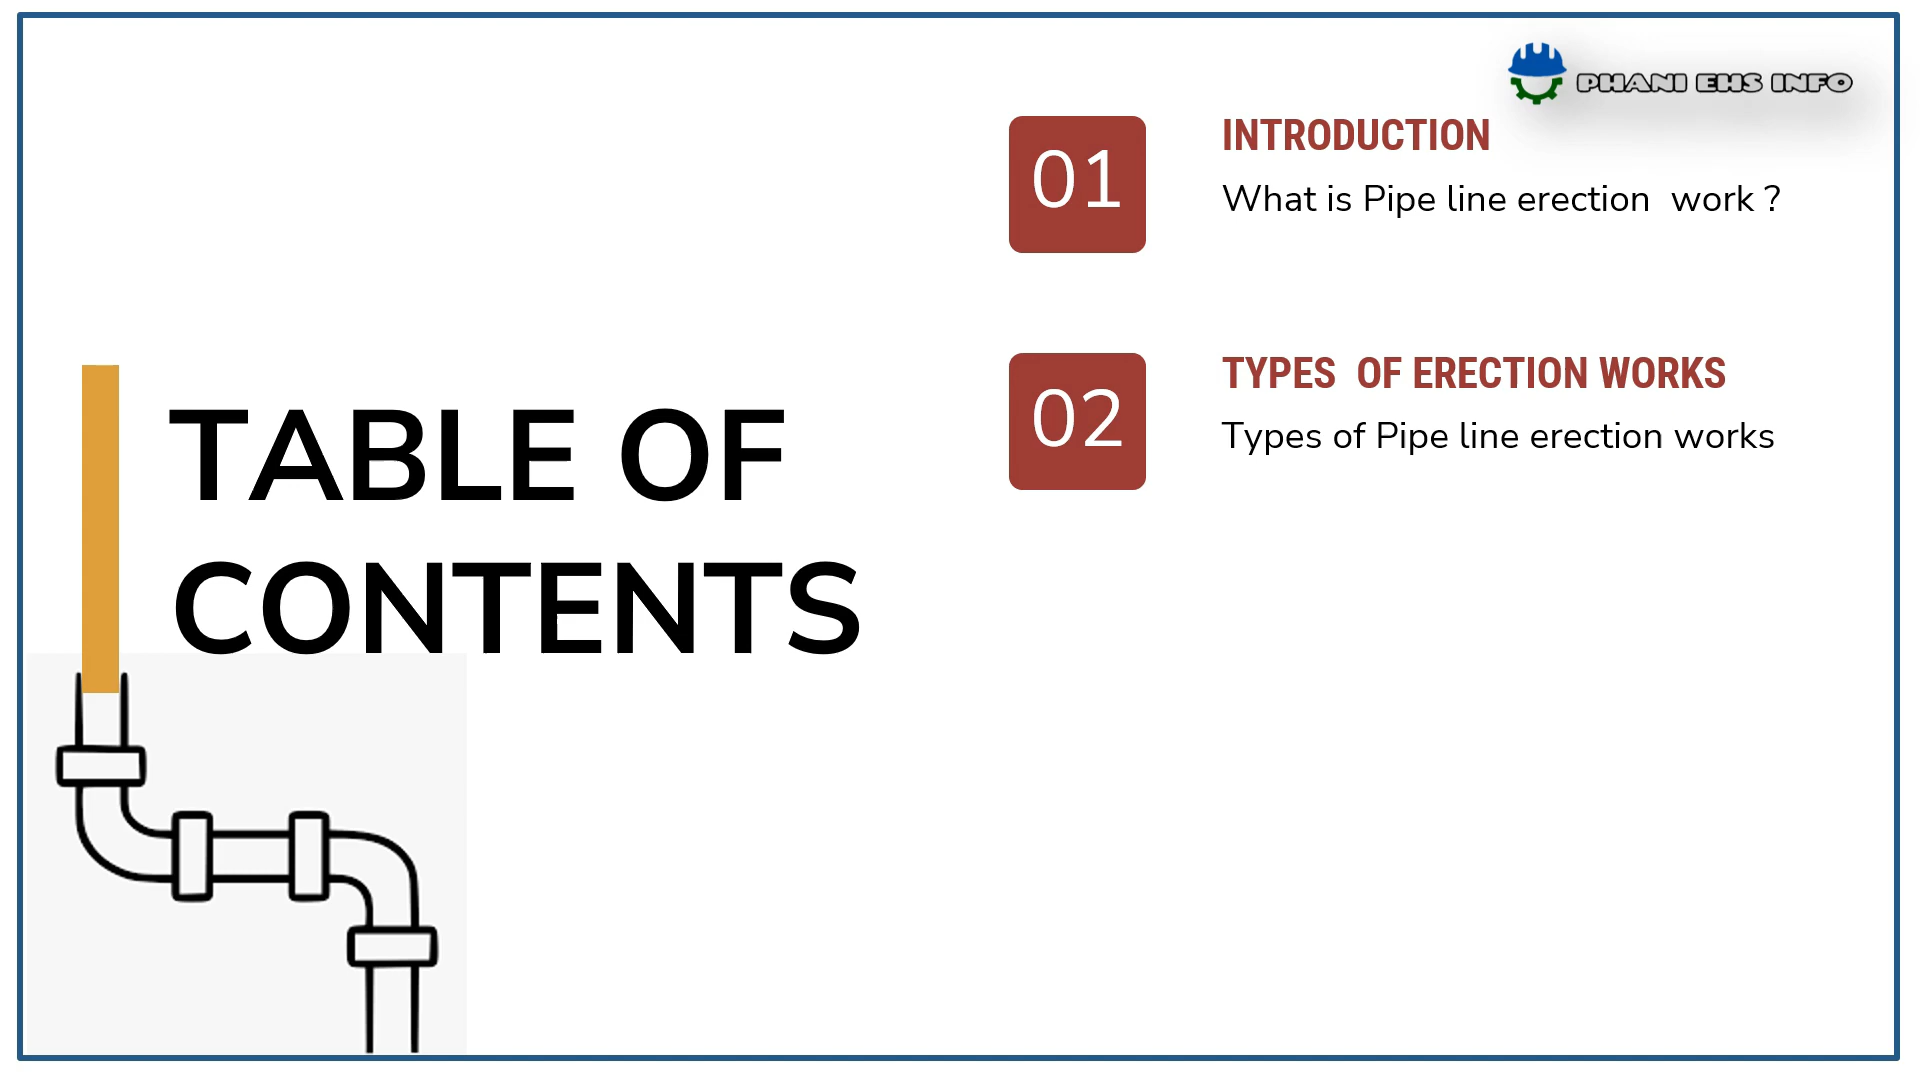 PHANI EHS INFO
TABLE OF
CONTENTS
01
INTRODUCTION
What is Pipe line erection  work ?
02
TYPES  OF ERECTION WORKS
Types of Pipe line erection works